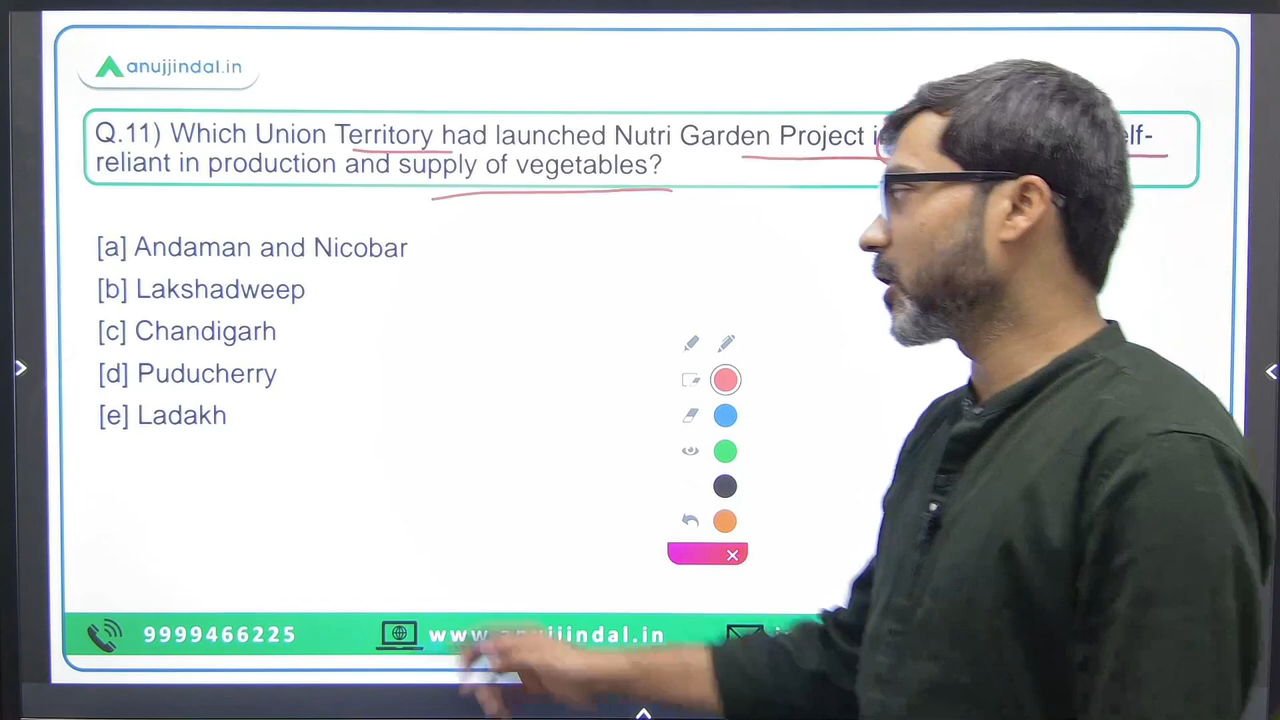 anujjindal.in
Q.11) Which Union Territory had launched Nutri Garden Project
reliant in production and supply of vegetables?
[a] Andaman and Nicobar
[b] Lakshadweep
[c] Chandigarh
[d] Puducherry
[e] Ladakh
9999466225 www.anujjindal.in